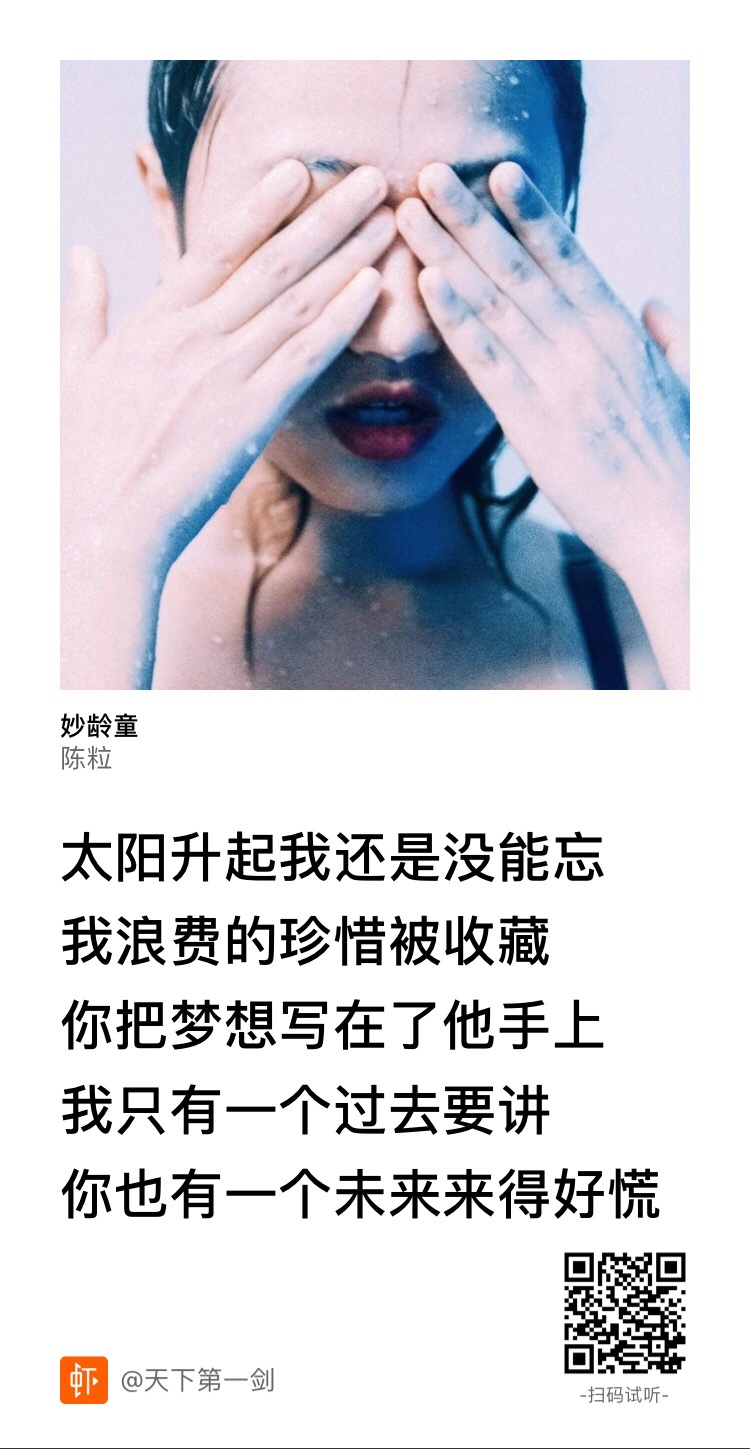 妙龄童
陈粒
太阳升起我还是没能忘
我浪费的珍惜被收藏
你把梦想写在了他手上
我只有一个过去要讲
你也有一个未来来得好慌
虾
@天下第一剑
-扫码试听-